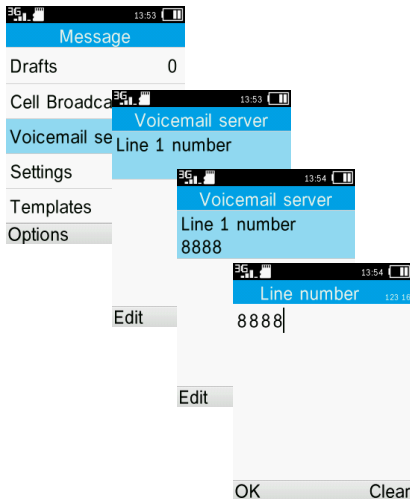 3G 13:53
Message
Drafts 0
Cell Broadca
Voicemail se
Settings
Templates
Options
3G 13:53
Voicemail server
Line 1 number
Edit
3G 13:54
Voicemail server
Line 1 number
8888
Edit
3G 13:54
Line number 123 16
8888
OK Clear